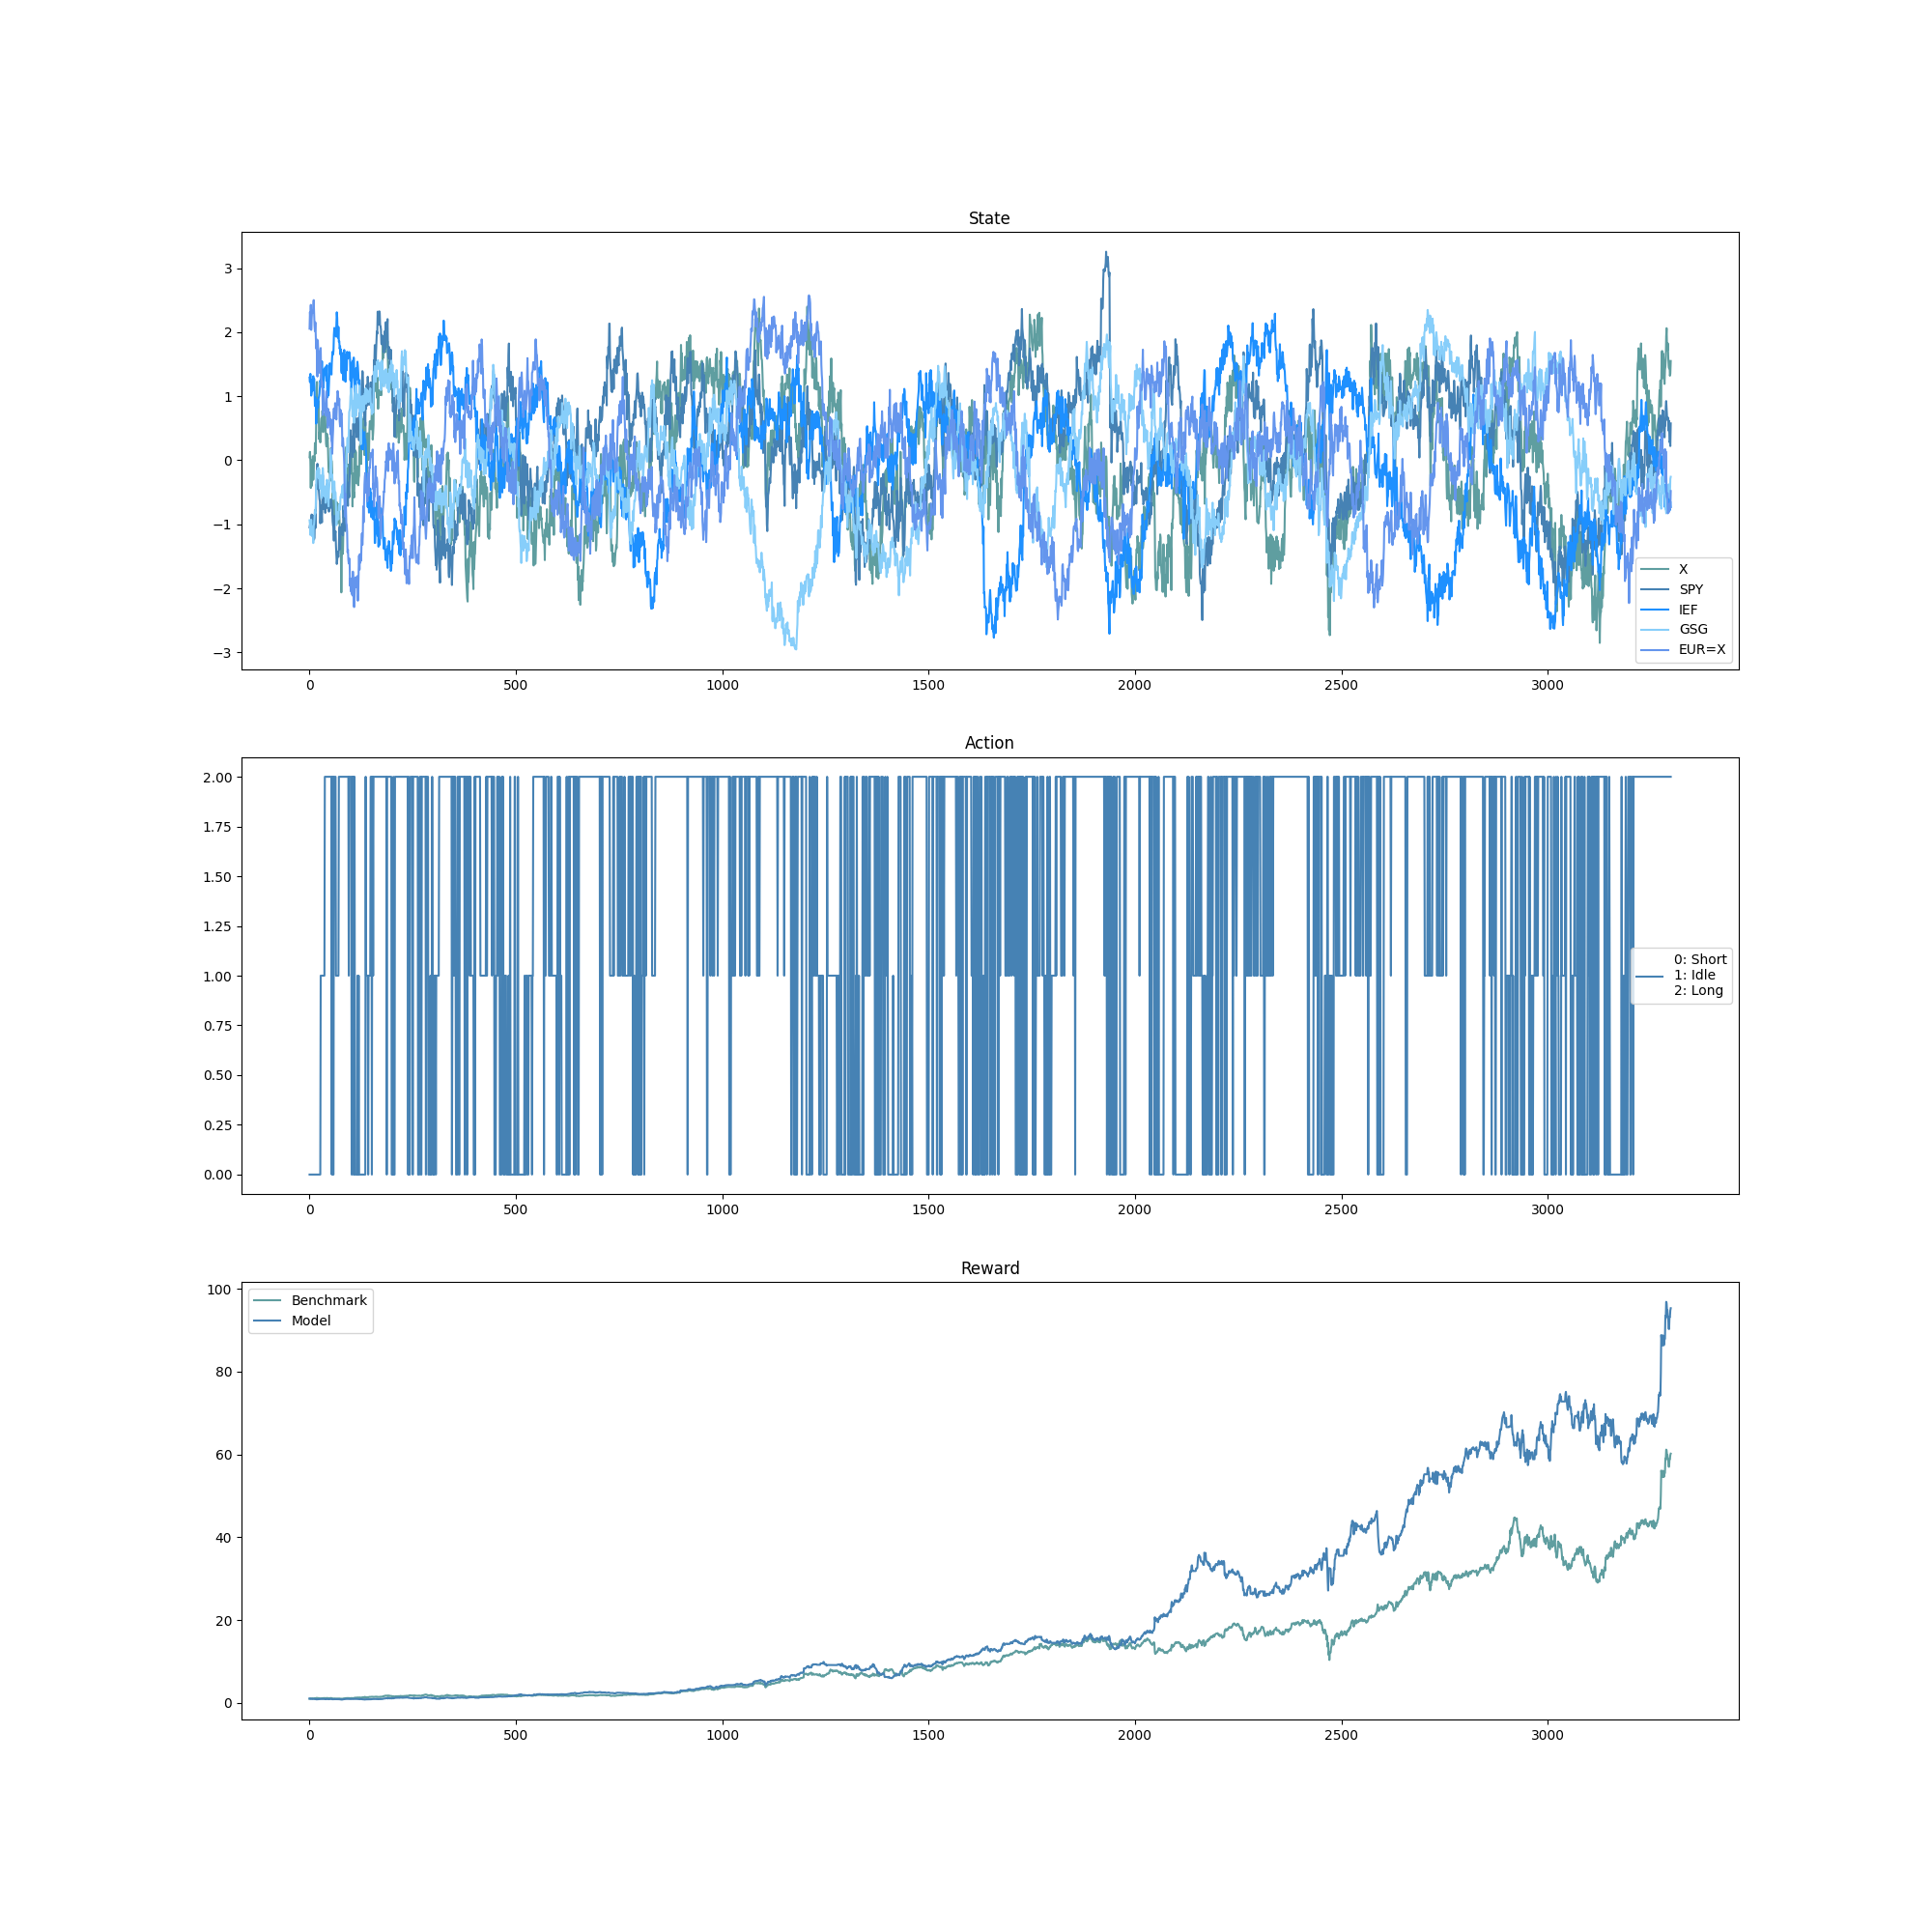 State
3
2
1
0
−1
−2
−3
X
SPY
IEF
GSG
EUR=X
0 500 1000 1500 2000 2500 3000
Action
2.00
1.75
1.50
1.25
1.00
0.75
0.50
0.25
0.00
0: Short
1: Idle
2: Long
0 500 1000 1500 2000 2500 3000
Reward
100
80
60
40
20
0
Benchmark
Model
0 500 1000 1500 2000 2500 3000